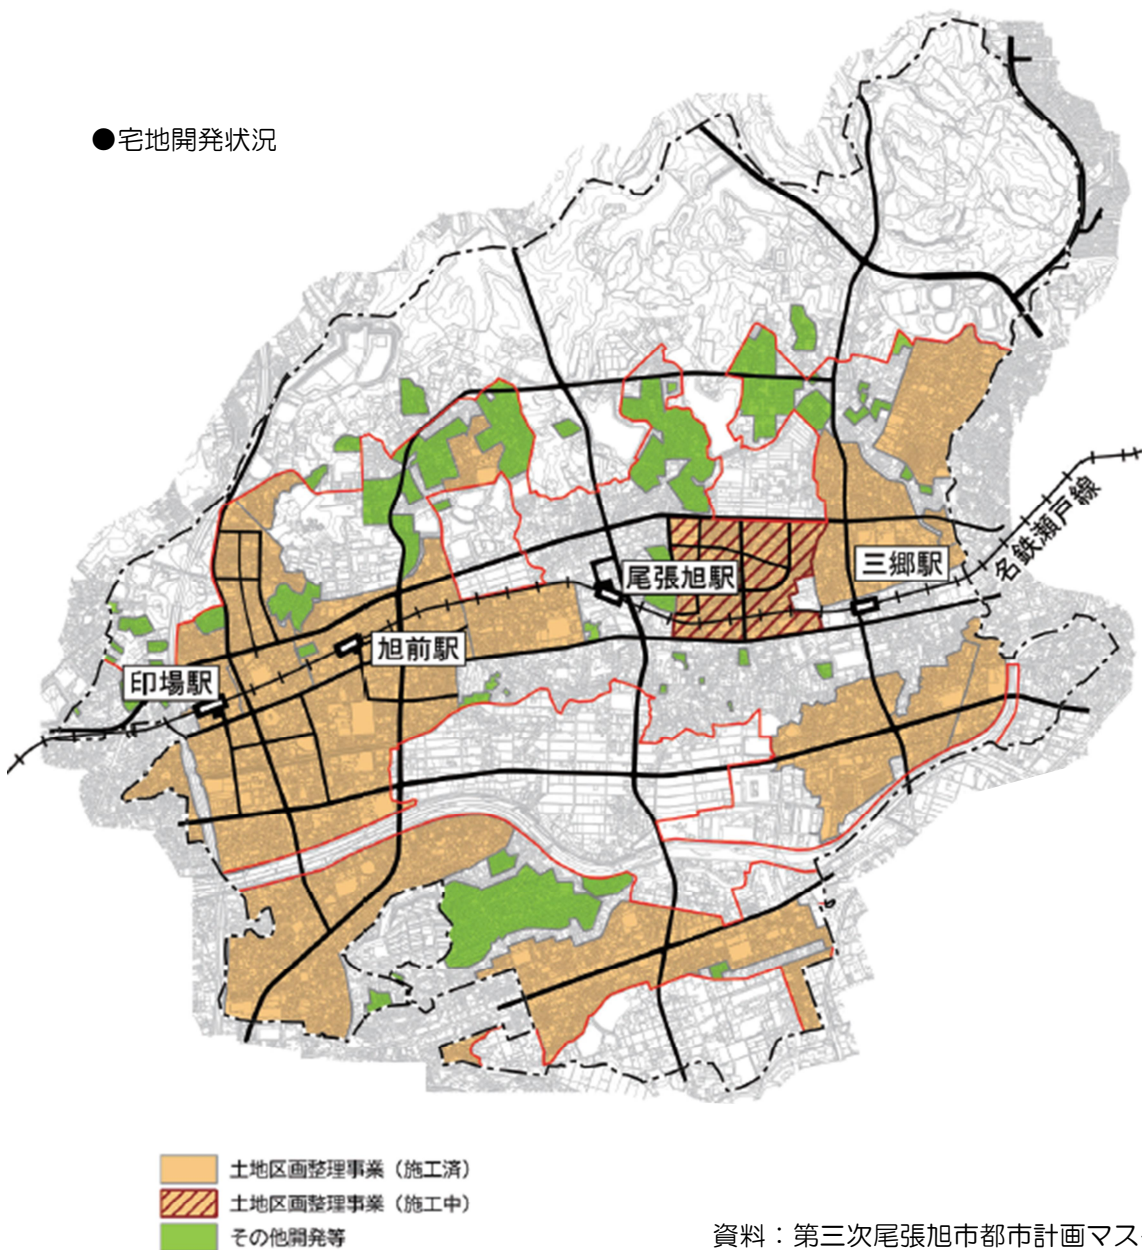 ●宅地開発状況
名鉄瀬戸線
三郷駅
尾張旭駅
旭前駅
印場駅
土地区画整理事業（施工済）
土地区画整理事業（施工中）
その他開発等
資料：第三次尾張旭市都市計画マス